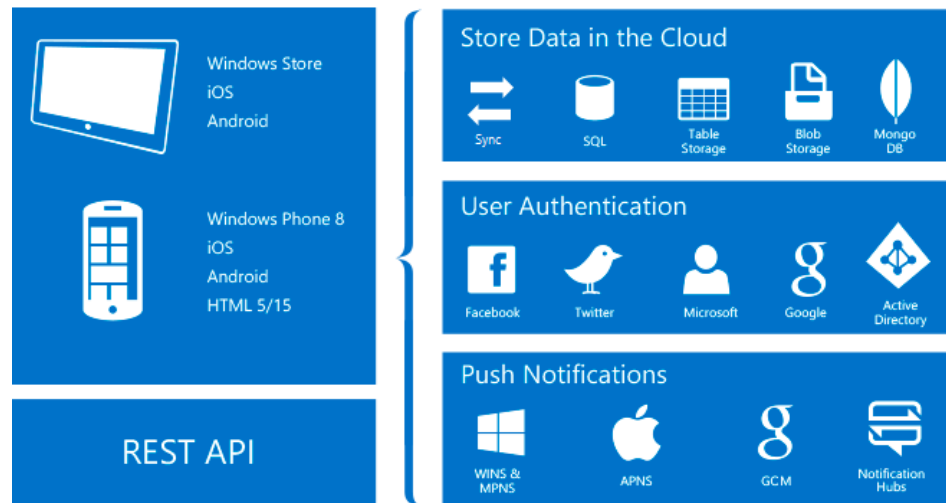 Windows Store
iOS
Android
Windows Phone 8
iOS
Android
HTML 5/15
REST API
Store Data in the Cloud
Sync
SQL
Table
Storage
Blob
Storage
Mongo
DB
User Authentication
Facebook
Twitter
Microsoft
Google
Active
Directory
Push Notifications
WINS &
MPNS
APNS
GCM
Notification
Hubs